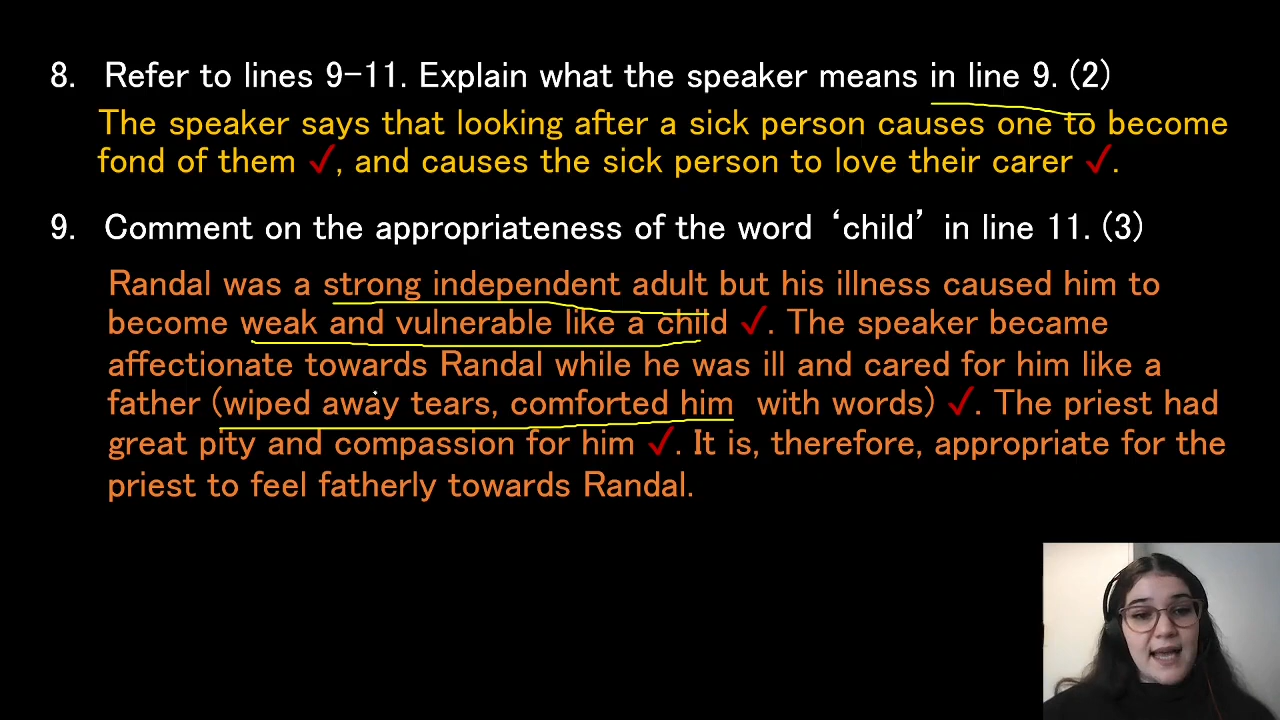 8. Refer to lines 9-11. Explain what the speaker means in line 9. (2)
The speaker says that looking after a sick person causes one to become
fond of them ✓, and causes the sick person to love their carer ✓.
9. Comment on the appropriateness of the word ‘child’ in line 11. (3)
Randal was a strong independent adult but his illness caused him to
become weak and vulnerable like a child ✓. The speaker became
affectionate towards Randal while he was ill and cared for him like a
father (wiped away tears, comforted him with words) ✓. The priest had
great pity and compassion for him ✓. It is, therefore, appropriate for the
priest to feel fatherly towards Randal.